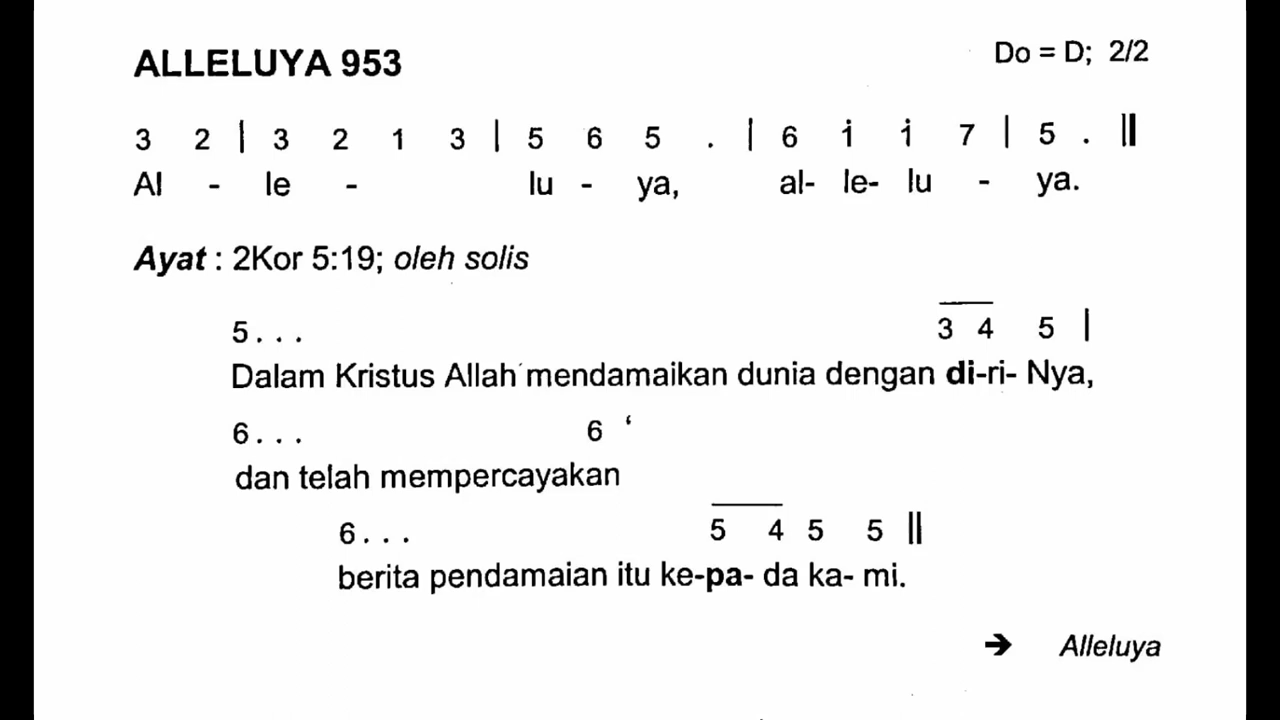 ALLELUYA 953 Do = D; 2/2
3 2 | 3 2 1 3 | 5 6 5 . | 6 i̇ i̇ 7 | 5 . ||
Al - le - lu - ya, al- le- lu - ya.
Ayat : 2Kor 5:19; oleh solis
5 . . . 3 4 5 |
Dalam Kristus Allah mendamaikan dunia dengan di-ri- Nya,
6 . . . 6 ‘
dan telah mempercayakan
6 . . . 5 4 5 5 ||
berita pendamaian itu ke-pa- da ka- mi.
➔ Alleluya